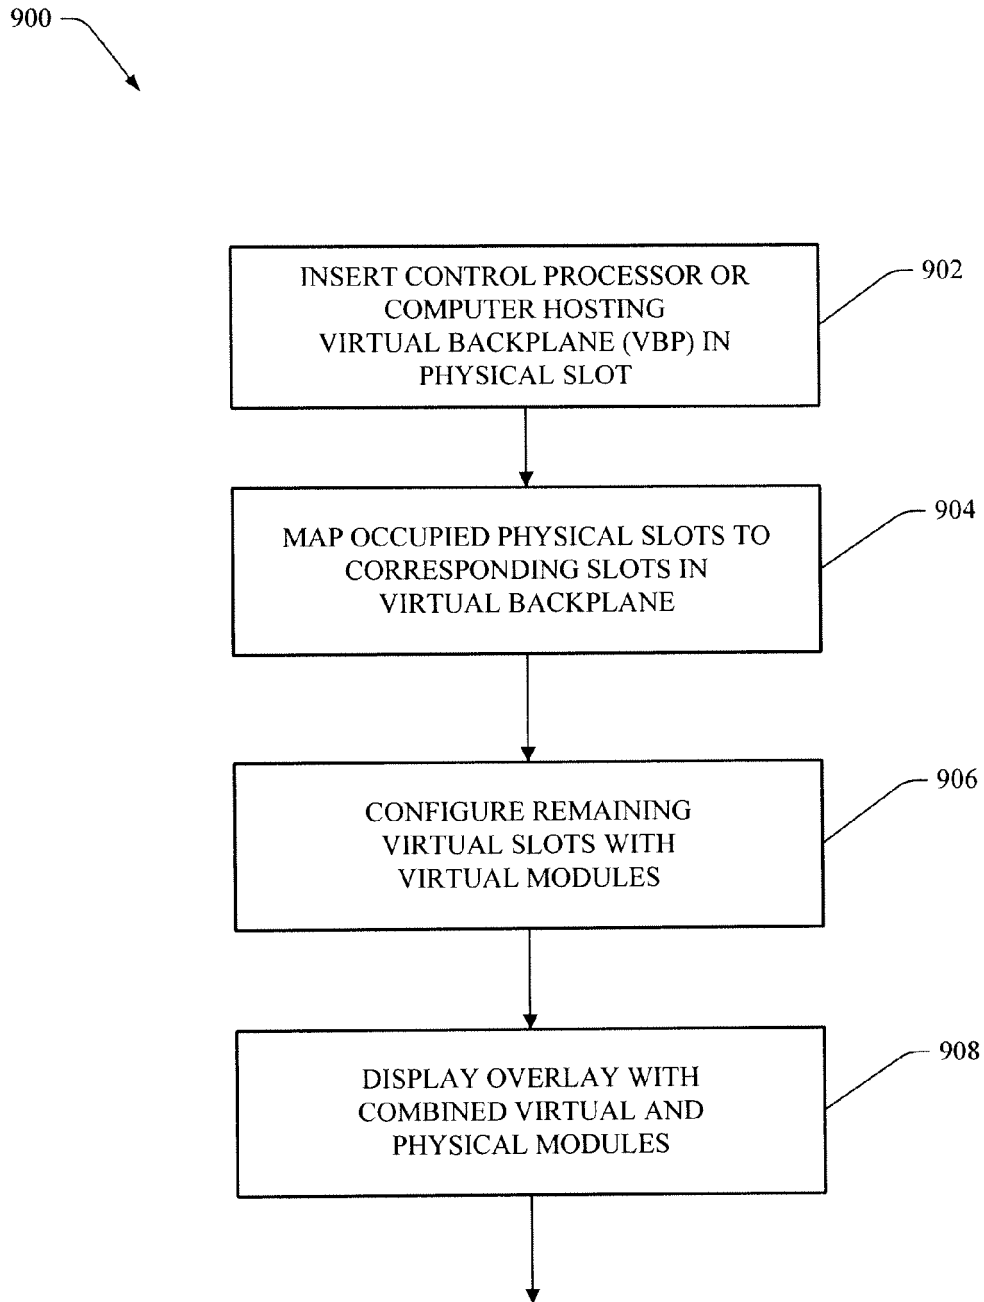 900
INSERT CONTROL PROCESSOR OR
COMPUTER HOSTING
VIRTUAL BACKPLANE (VBP) IN
PHYSICAL SLOT
902
MAP OCCUPIED PHYSICAL SLOTS TO
CORRESPONDING SLOTS IN
VIRTUAL BACKPLANE
904
CONFIGURE REMAINING
VIRTUAL SLOTS WITH
VIRTUAL MODULES
906
DISPLAY OVERLAY WITH
COMBINED VIRTUAL AND
PHYSICAL MODULES
908